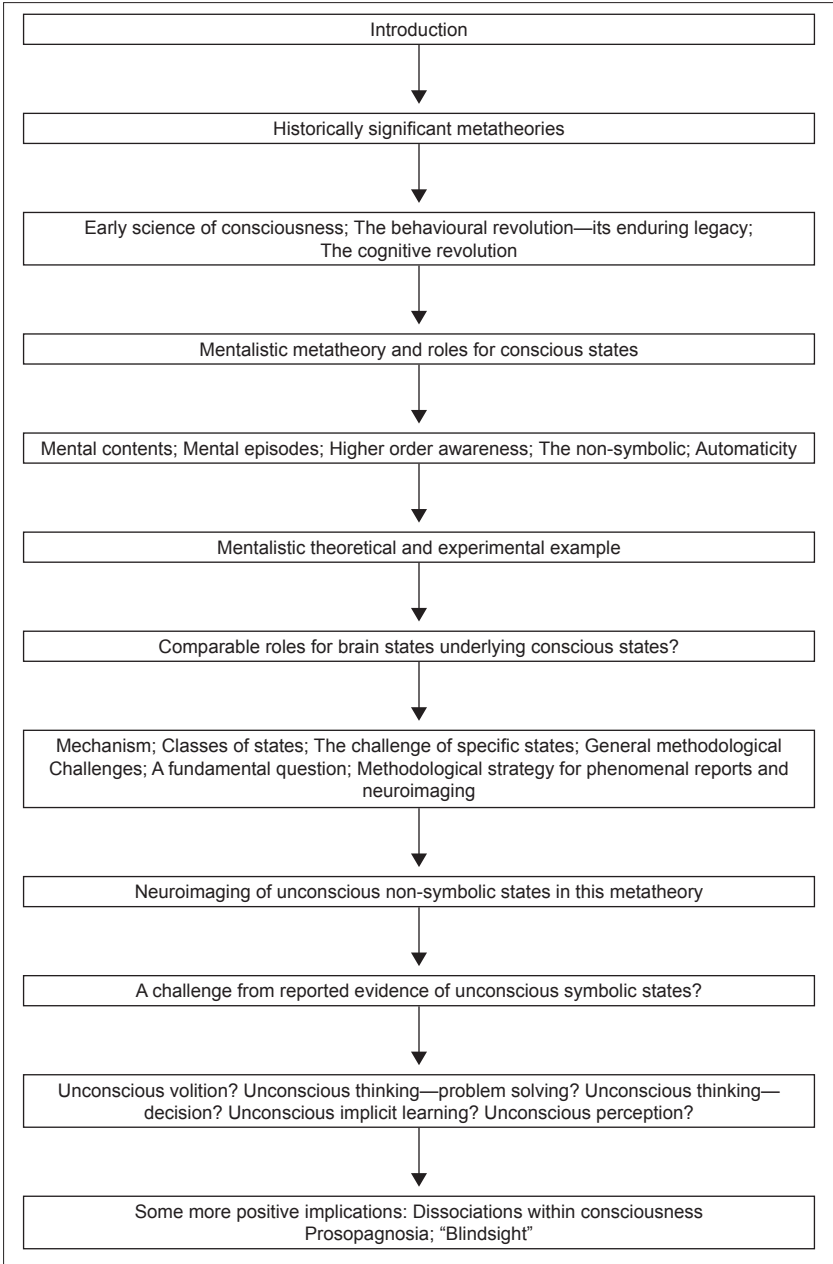 Introduction
Historically significant metatheories
Early science of consciousness; The behavioural revolution—its enduring legacy;
The cognitive revolution
Mentalistic metatheory and roles for conscious states
Mental contents; Mental episodes; Higher order awareness; The non-symbolic; Automaticity
Mentalistic theoretical and experimental example
Comparable roles for brain states underlying conscious states?
Mechanism; Classes of states; The challenge of specific states; General methodological
Challenges; A fundamental question; Methodological strategy for phenomenal reports and
neuroimaging
Neuroimaging of unconscious non-symbolic states in this metatheory
A challenge from reported evidence of unconscious symbolic states?
Unconscious volition? Unconscious thinking—problem solving? Unconscious thinking—
decision? Unconscious implicit learning? Unconscious perception?
Some more positive implications: Dissociations within consciousness
Prosopagnosia; “Blindsight”